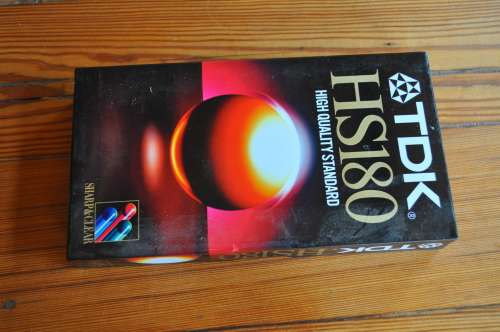 TDK®
HS180
HIGH QUALITY STANDARD
SHARP & CLEAR
TDK HS180